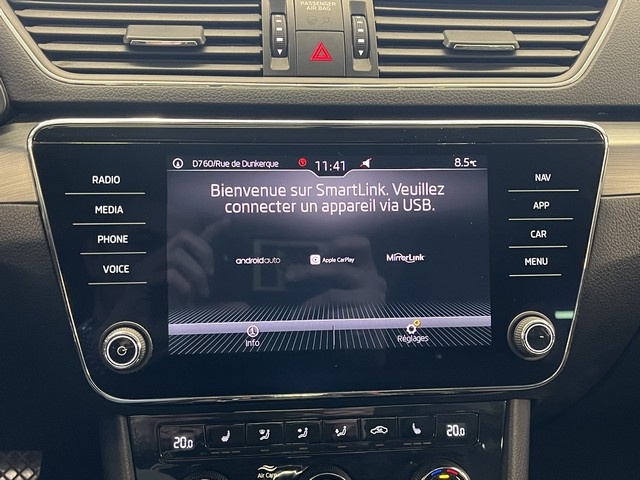 PASSENGER
AIR BAG
D760/Rue de Dunkerque
11:41
8.5°C
RADIO
MEDIA
PHONE
VOICE
Bienvenue sur SmartLink. Veuillez
connecter un appareil via USB.
androidauto
Apple CarPlay
MirrorLink
Info
Réglages
NAV
APP
CAR
MENU
20.0
20.0
Air Care